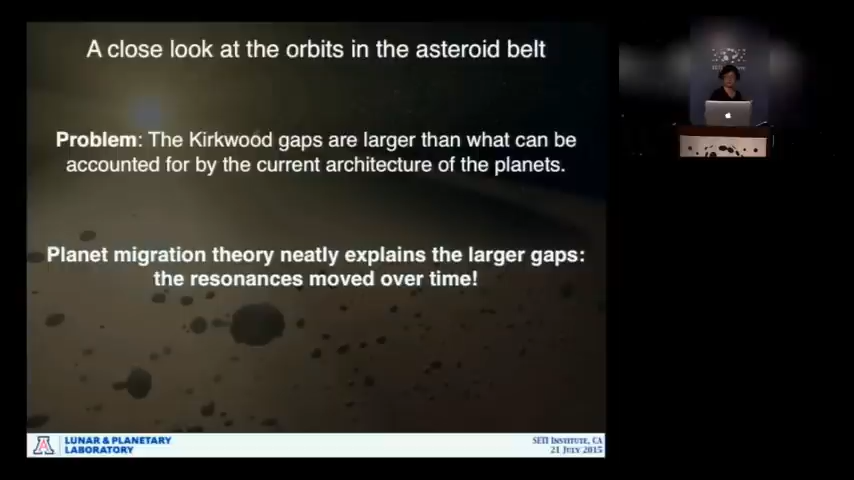 A close look at the orbits in the asteroid belt
Problem: The Kirkwood gaps are larger than what can be
accounted for by the current architecture of the planets.
Planet migration theory neatly explains the larger gaps:
the resonances moved over time!
LUNAR & PLANETARY
LABORATORY
SETI INSTITUTE, CA
21 JULY 2015